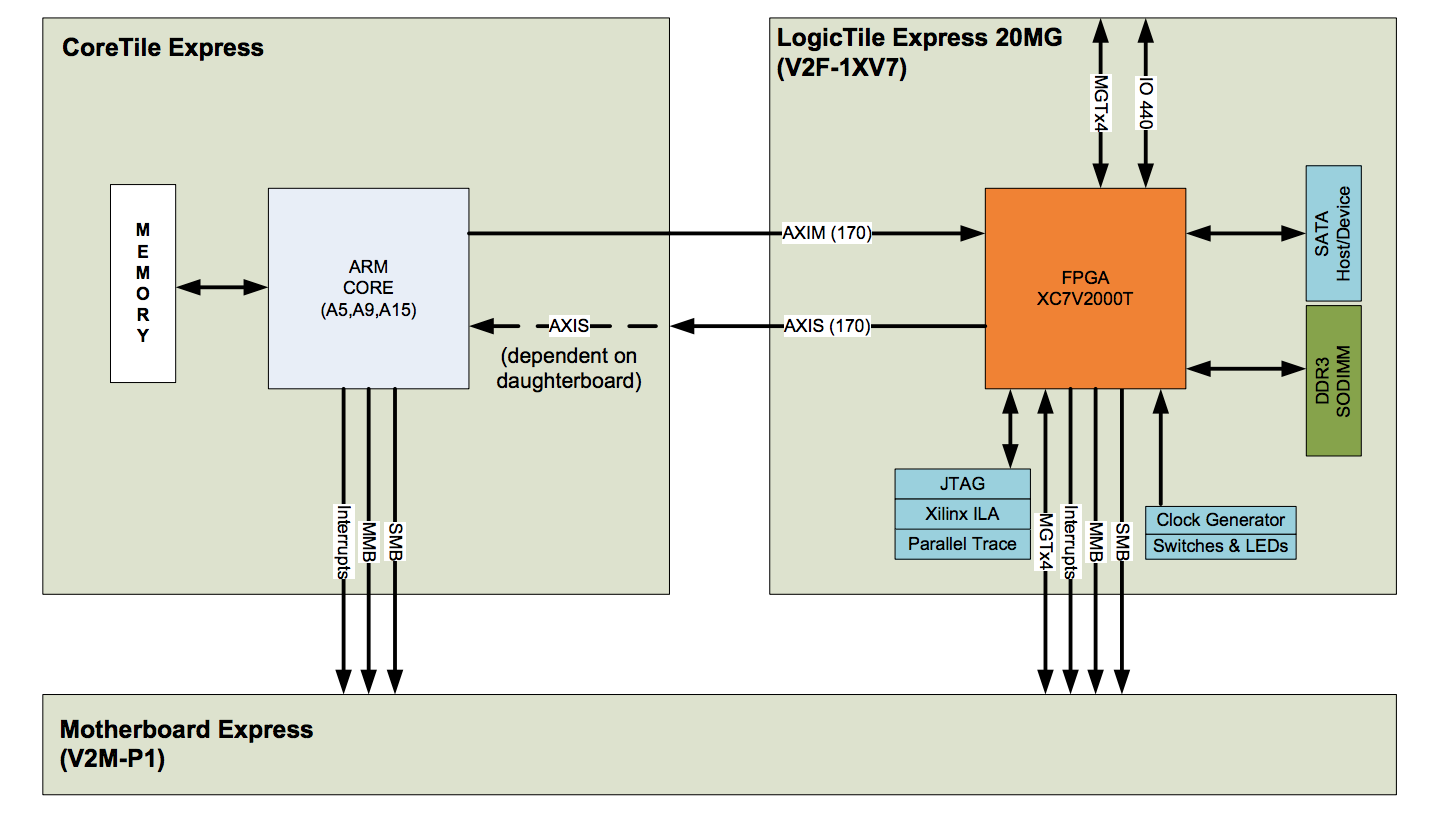 CoreTile Express
LogicTile Express 20MG
(V2F-1XV7)
MGTx4
IO 440
MEMORY
ARM
CORE
(A5,A9,A15)
AXIM (170)
FPGA
XC7V2000T
SATA
Host/Device
AXIS
(dependent on
daughterboard)
AXIS (170)
DDR3
SODIMM
Interrupts
MMB
SMB
JTAG
Xilinx ILA
Parallel Trace
MGTx4
Interrupts
MMB
SMB
Clock Generator
Switches & LEDs
Motherboard Express
(V2M-P1)